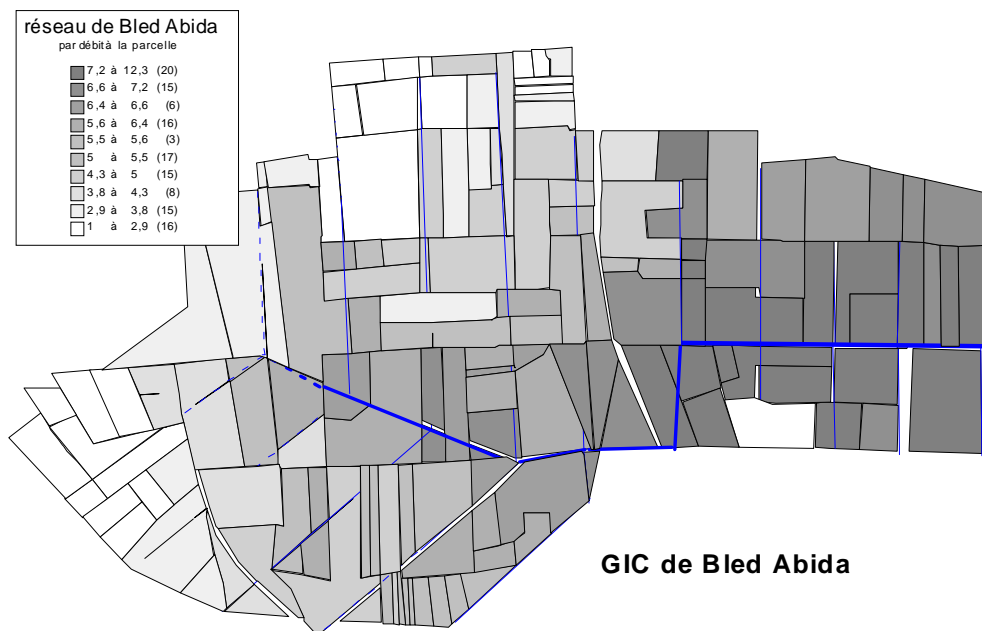 réseau de Bled Abida
par débit à la parcelle
7,2 à 12,3 (20)
6,6 à 7,2 (15)
6,4 à 6,6 (6)
5,6 à 6,4 (16)
5,5 à 5,6 (3)
5 à 5,5 (17)
4,3 à 5 (15)
3,8 à 4,3 (8)
2,9 à 3,8 (15)
1 à 2,9 (16)
GIC de Bled Abida